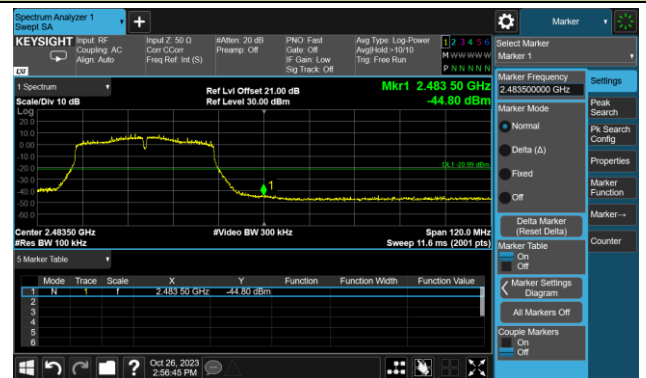 Spectrum Analyzer 1
Swept SA
+
Marker
KEYSIGHT
LXI
Input: RF
Coupling: AC
Align: Auto
Input Z: 50 Ω
Corr CCorr
Freq Ref: Int (S)
#Atten: 20 dB
Preamp: Off
PNO: Fast
Gate: Off
IF Gain: Low
Sig Track: Off
Avg Type: Log-Power
Avg|Hold:>10/10
Trig: Free Run
1 2 3 4 5 6
M W W W W W
P N N N N N
Select Marker
Marker 1
1 Spectrum
Scale/Div 10 dB
Ref Lvl Offset 21.00 dB
Ref Level 30.00 dBm
Mkr1 2.483 50 GHz
-44.80 dBm
Log
20.0
10.0
0.00
-10.0
-20.0
-30.0
-40.0
-50.0
-60.0
DL1 -20.99 dBm
1
Center 2.48350 GHz
#Res BW 100 kHz
#Video BW 300 kHz
Span 120.0 MHz
Sweep 11.6 ms (2001 pts)
5 Marker Table
Mode Trace Scale X Y Function Function Width Function Value
1 N 1 f 2.483 50 GHz -44.80 dBm
2
3
4
5
6
Marker Frequency
2.483500000 GHz
Marker Mode
Normal
Delta (Δ)
Fixed
Off
Delta Marker
(Reset Delta)
Marker Table
On
Off
Marker Settings
Diagram
All Markers Off
Couple Markers
On
Off
Settings
Peak
Search
Pk Search
Config
Properties
Marker
Function
Marker→
Counter
?
Oct 26, 2023
2:56:45 PM